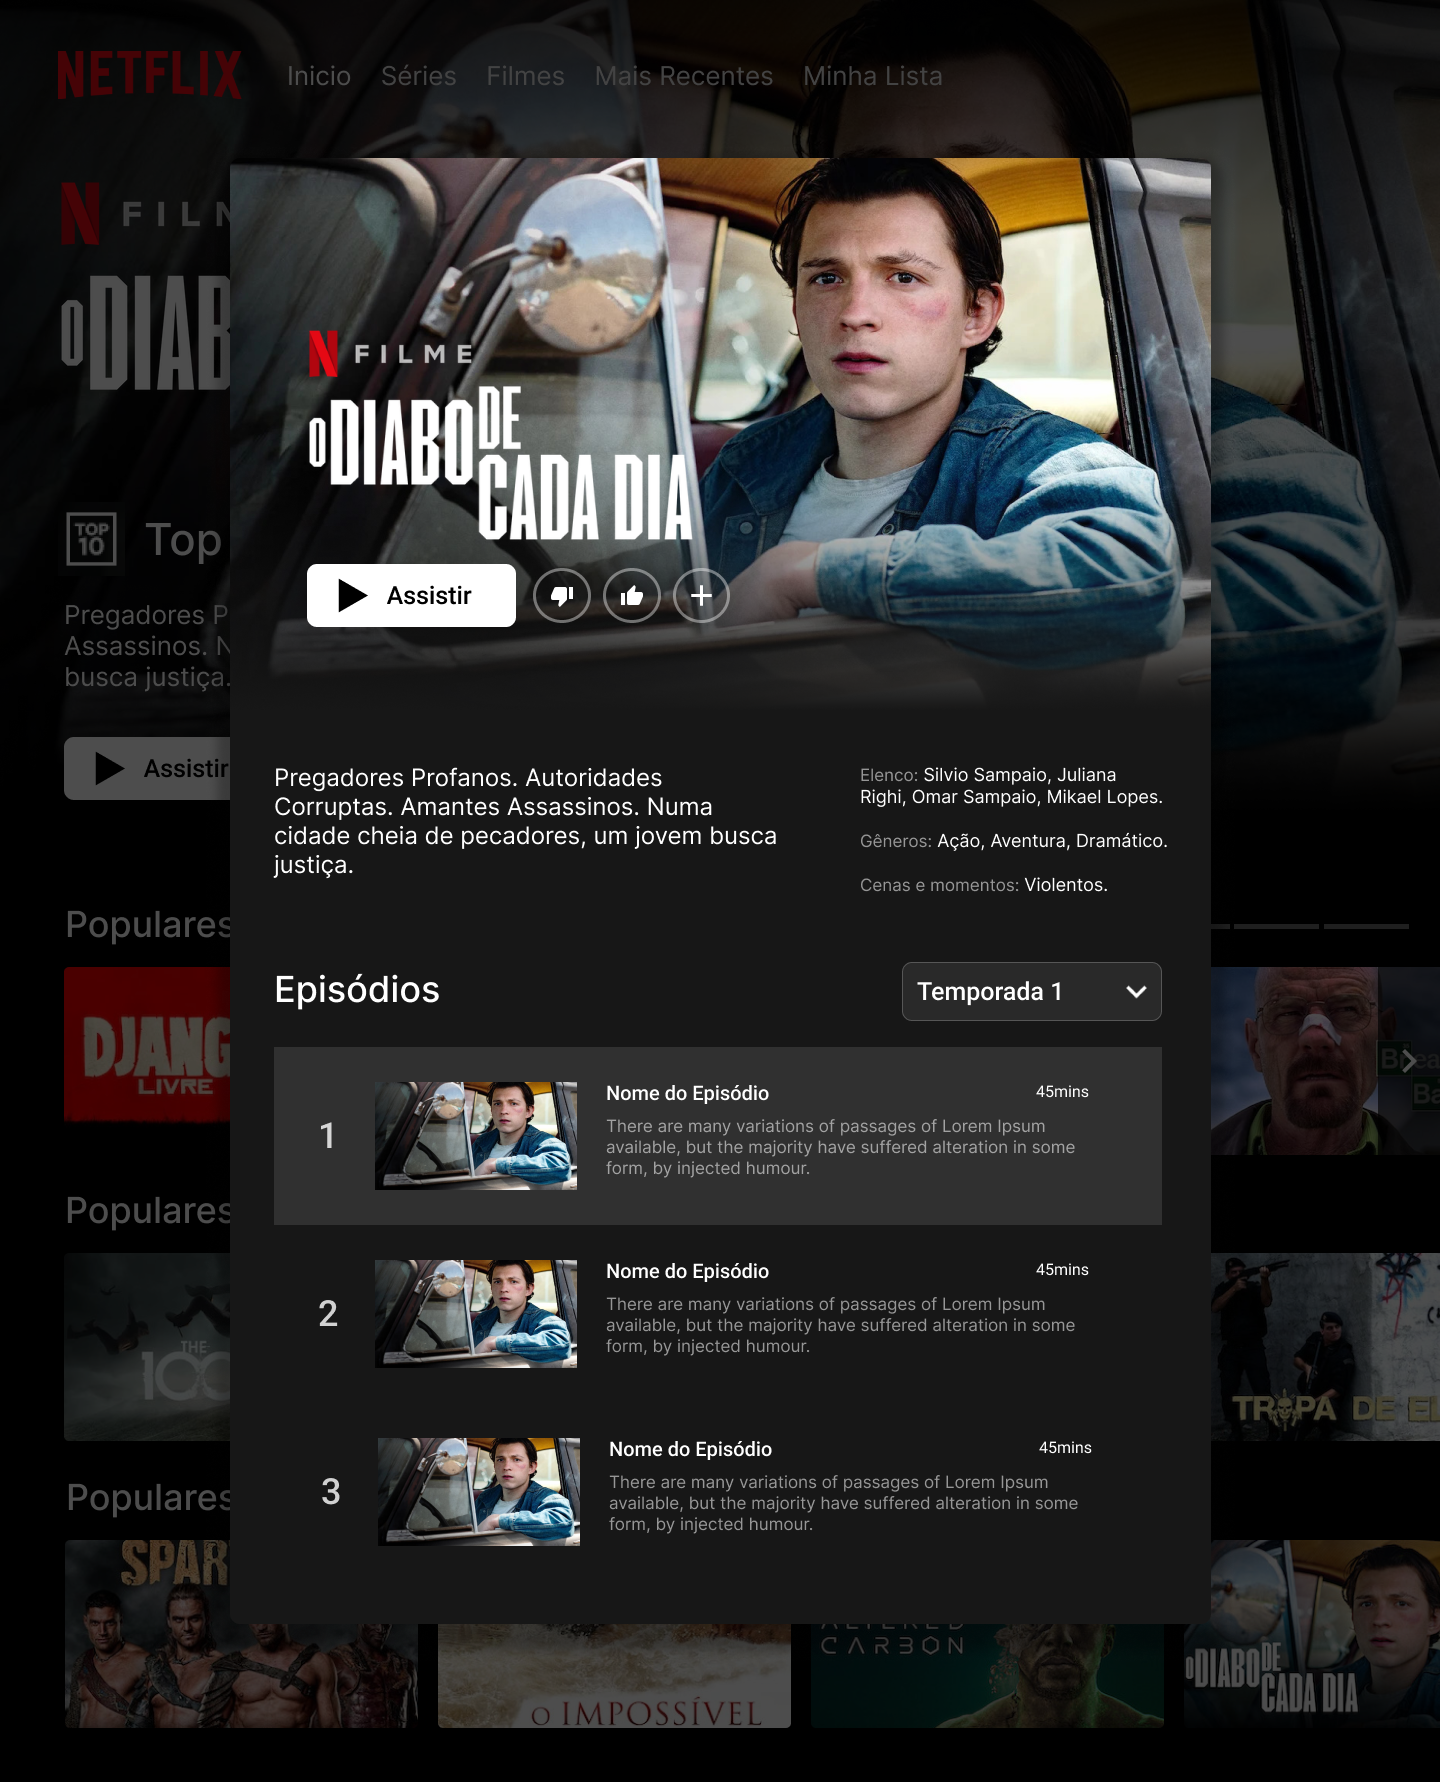 NETFLIX Inicio Séries Filmes Mais Recentes Minha Lista
N FILM
O DIAB
TOP 10 Top
Pregadores P
Assassinos. N
busca justiça.
Assistir
N FILME
O DIABO DE
CADA DIA
Assistir
Pregadores Profanos. Autoridades
Corruptas. Amantes Assassinos. Numa
cidade cheia de pecadores, um jovem busca
justiça.
Elenco: Silvio Sampaio, Juliana
Righi, Omar Sampaio, Mikael Lopes.
Gêneros: Ação, Aventura, Dramático.
Cenas e momentos: Violentos.
Populares
DJANG
LIVRE
Brea
Ba
Episódios
Temporada 1
1
Nome do Episódio 45mins
There are many variations of passages of Lorem Ipsum
available, but the majority have suffered alteration in some
form, by injected humour.
Populares
THE
100
TROPA DE EL
2
Nome do Episódio 45mins
There are many variations of passages of Lorem Ipsum
available, but the majority have suffered alteration in some
form, by injected humour.
3
Nome do Episódio 45mins
There are many variations of passages of Lorem Ipsum
available, but the majority have suffered alteration in some
form, by injected humour.
Populares
SPAR
O IMPOSSÍVEL
ALTERED
CARBON
O DIABO DE
CADA DIA